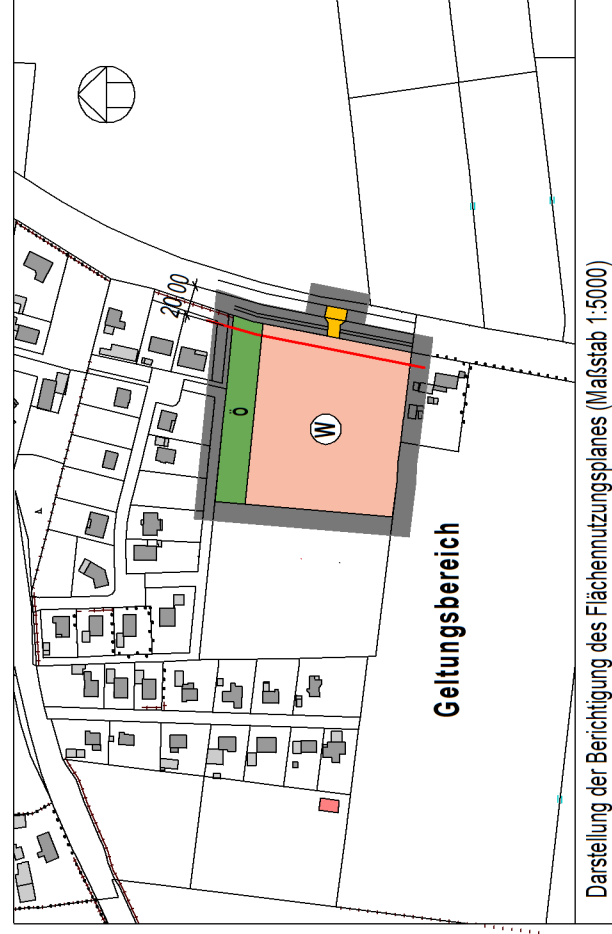 20,00
Ö
W
Geltungsbereich
Darstellung der Berichtigung des Flächennutzungsplanes (Maßstab 1:5000)